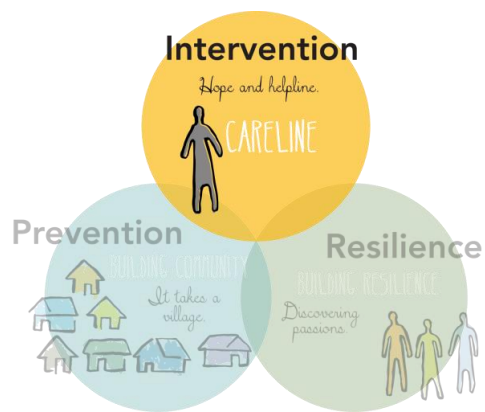 Intervention
Hope and helpline.
CARELINE
Prevention
BUILDING COMMUNITY
It takes a
village.
Resilience
BUILDING RESILIENCE
Discovering
passions.